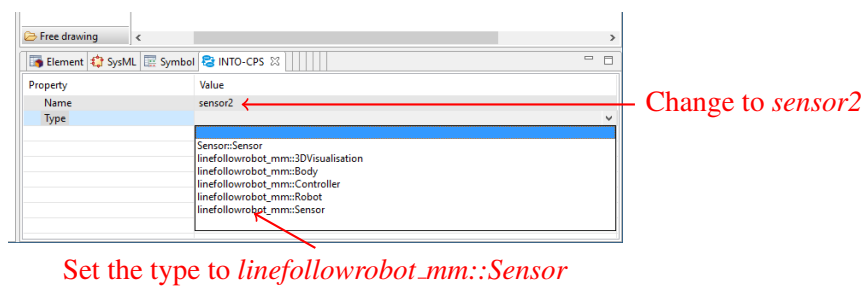 Free drawing
Element SysML Symbol INTO-CPS
Property Value
Name sensor2
Change to sensor2
Type
Sensor::Sensor
linefollowrobot_mm::3DVisualisation
linefollowrobot_mm::Body
linefollowrobot_mm::Controller
linefollowrobot_mm::Robot
linefollowrobot_mm::Sensor
Set the type to linefollowrobot_mm::Sensor